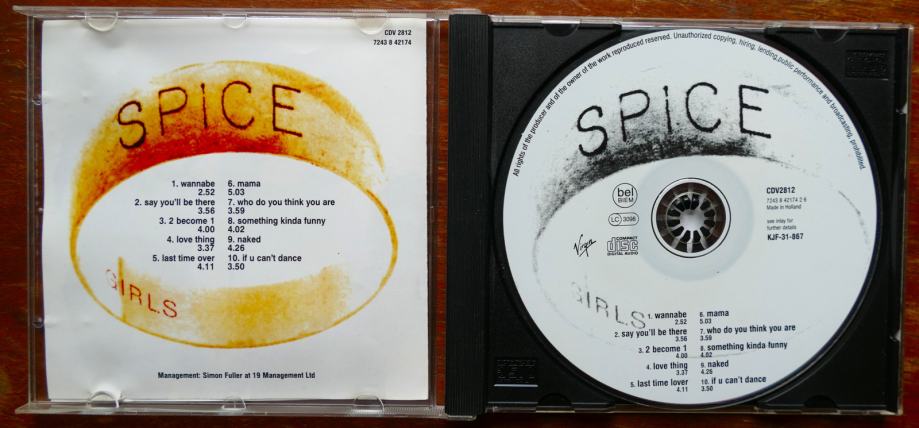 CDV 2812
7243 8 42174
SPICE
1. wannabe
2.52
2. say you'll be there
3.56
3. 2 become 1
4.00
4. love thing
3.37
5. last time over
4.11
6. mama
5.03
7. who do you think you are
3.59
8. something kinda funny
4.02
9. naked
4.26
10. if u can't dance
3.50
GIRLS
Management: Simon Fuller at 19 Management Ltd
All rights of the producer and of the owner of the work reproduced reserved. Unauthorized copying, hiring, lending, public performance and broadcasting, prohibited.
SPICE
bel
BIEM
LC 3098
Virgin
COMPACT
disc
DIGITAL AUDIO
CDV2812
7243 8 42174 2 6
Made in Holland
see inlay for
further details
KJF-31-867
GIRLS
1. wannabe
2.52
2. say you'll be there
3.56
3. 2 become 1
4.00
4. love thing
3.37
5. last time lover
4.11
6. mama
5.03
7. who do you think you are
3.59
8. something kinda funny
4.02
9. naked
4.26
10. if u can't dance
3.50